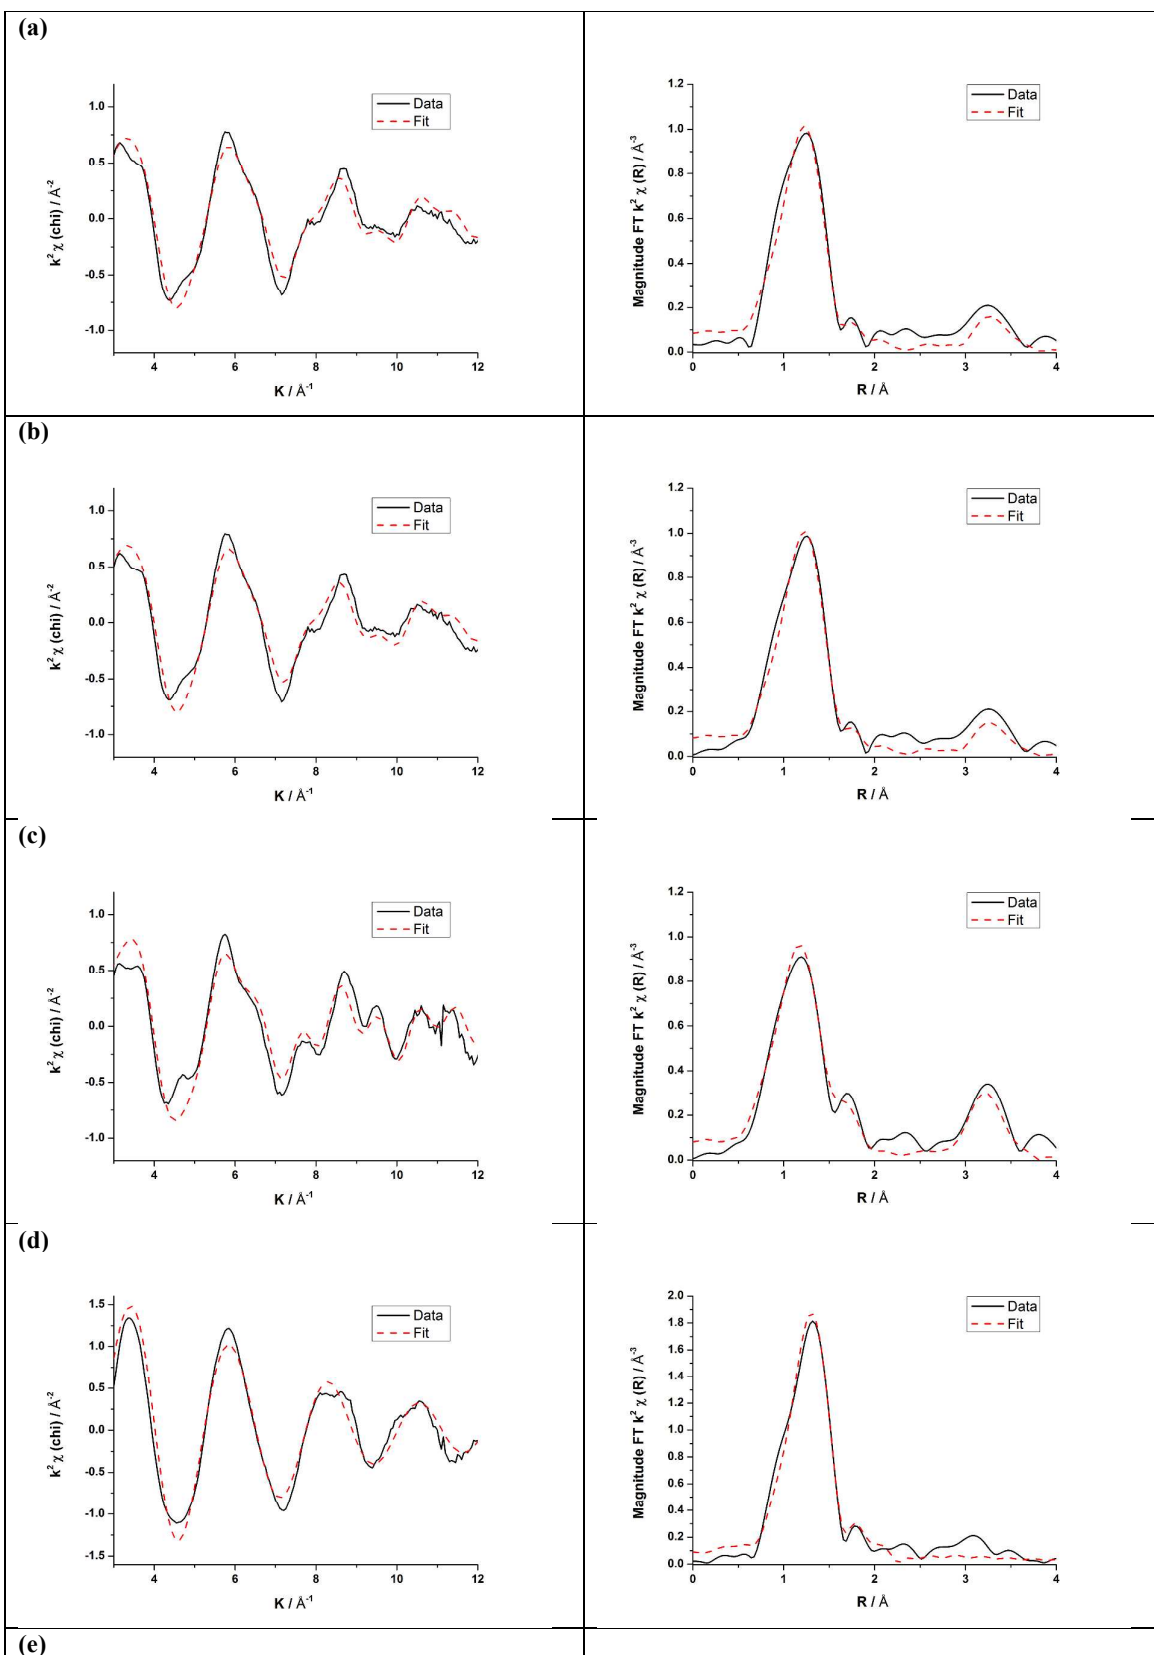 (a)
1.0
0.5
0.0
-0.5
-1.0
4 6 8 10 12
k² χ (chi) / Å⁻²
K / Å⁻¹
Data
Fit
1.2
1.0
0.8
0.6
0.4
0.2
0.0
0 1 2 3 4
Magnitude FT k² χ (R) / Å⁻³
R / Å
Data
Fit
(b)
1.0
0.5
0.0
-0.5
-1.0
4 6 8 10 12
k² χ (chi) / Å⁻²
K / Å⁻¹
Data
Fit
1.2
1.0
0.8
0.6
0.4
0.2
0.0
0 1 2 3 4
Magnitude FT k² χ (R) / Å⁻³
R / Å
Data
Fit
(c)
1.0
0.5
0.0
-0.5
-1.0
4 6 8 10 12
k² χ (chi) / Å⁻²
K / Å⁻¹
Data
Fit
1.2
1.0
0.8
0.6
0.4
0.2
0.0
0 1 2 3 4
Magnitude FT k² χ (R) / Å⁻³
R / Å
Data
Fit
(d)
1.5
1.0
0.5
0.0
-0.5
-1.0
-1.5
4 6 8 10 12
k² χ (chi) / Å⁻²
K / Å⁻¹
Data
Fit
2.0
1.8
1.6
1.4
1.2
1.0
0.8
0.6
0.4
0.2
0.0
0 1 2 3 4
Magnitude FT k² χ (R) / Å⁻³
R / Å
Data
Fit
(e)